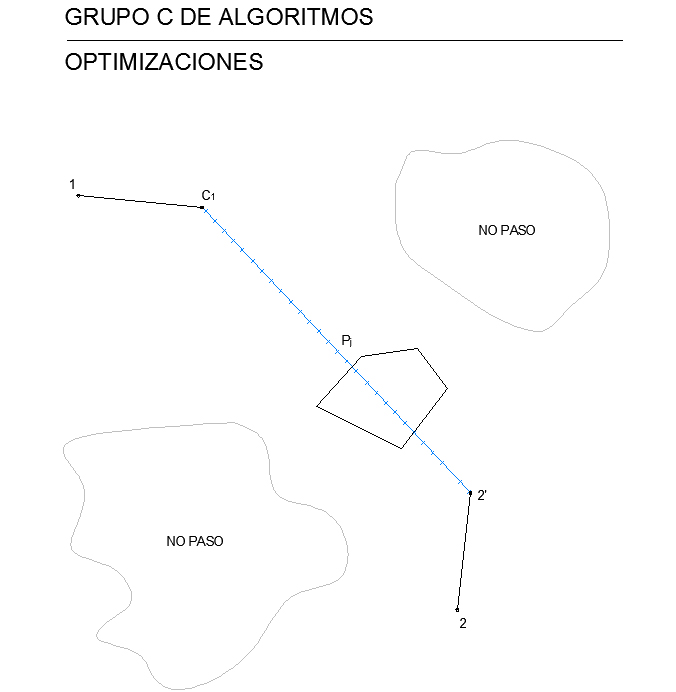 GRUPO C DE ALGORITMOS
OPTIMIZACIONES
1
C1
NO PASO
Pj
2'
NO PASO
2